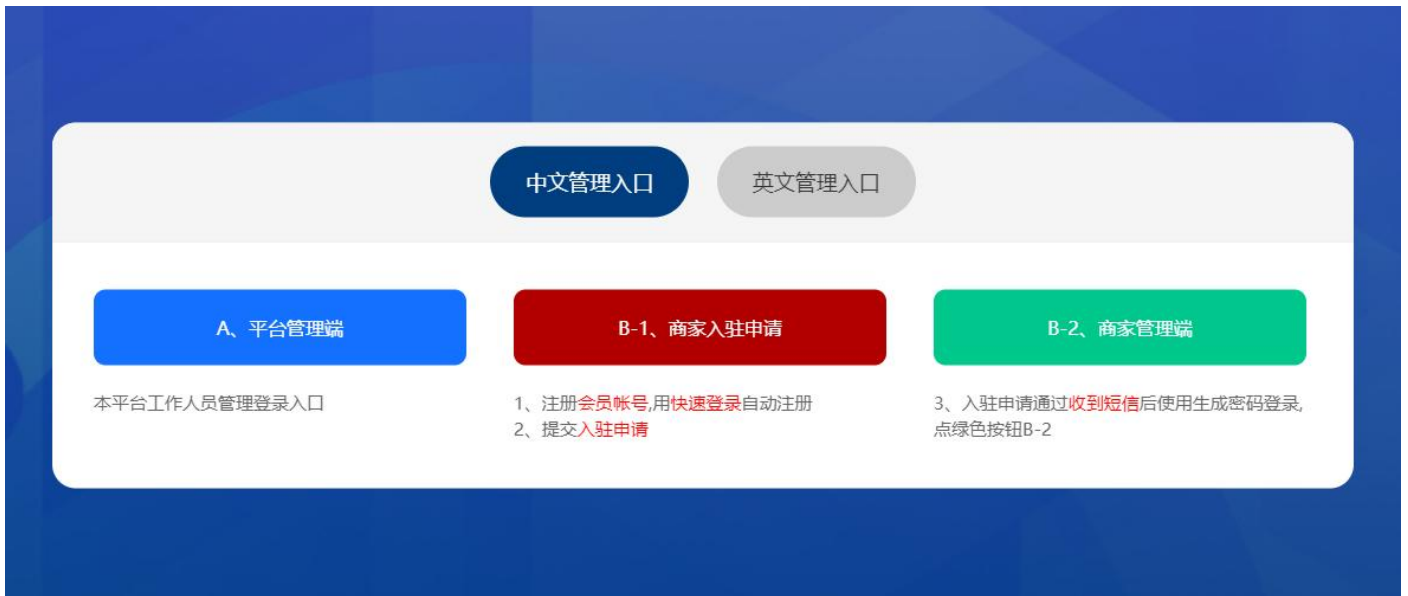 中文管理入口
英文管理入口
A、平台管理端
B-1、商家入驻申请
B-2、商家管理端
本平台工作人员管理登录入口
1、注册会员帐号,用快速登录自动注册
2、提交入驻申请
3、入驻申请通过收到短信后使用生成密码登录,
点绿色按钮B-2